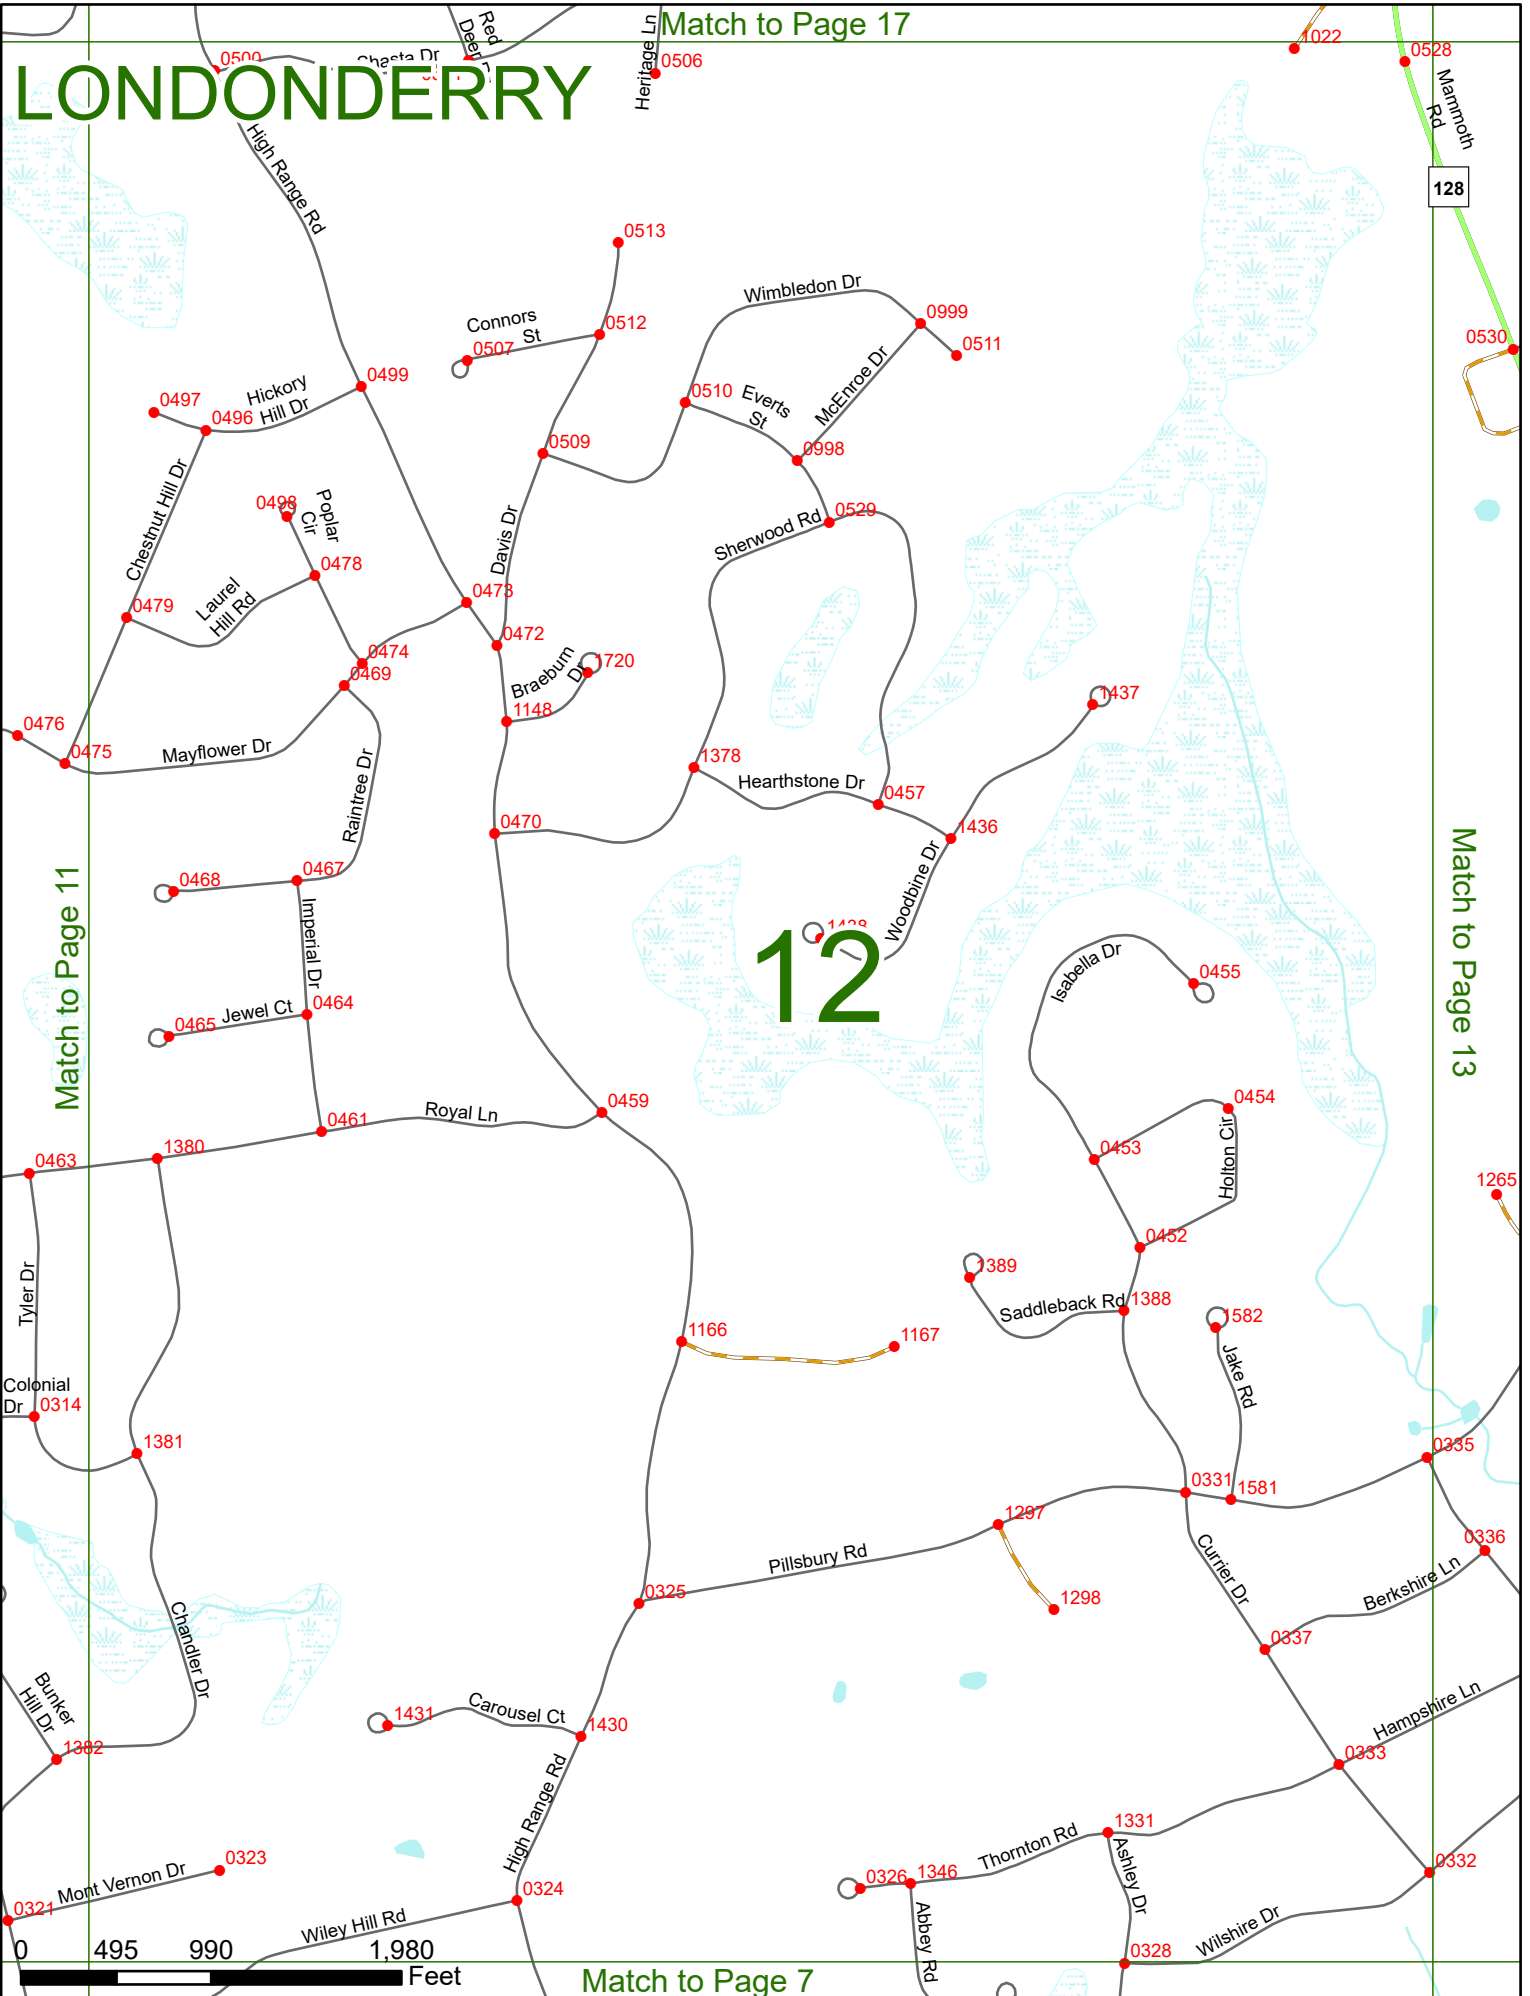 Match to Page 17
LONDONDERRY
0500
Chasta Dr
Red
Deer
Heritage Ln
0506
1022
0528
Mammoth
Rd
128
High Range Rd
0513
Connors
St
0512
0507
Wimbledon Dr
0999
0511
0530
0499
Hickory
Hill Dr
0497
0496
0510
Everts
St
McEnroe Dr
0509
0998
Chestnut Hill Dr
0498
Poplar
Cir
Davis Dr
Sherwood Rd
0529
0478
0479
Laurel
Hill Rd
0473
0472
0474
0469
Braeburn
Dr
1720
1148
1437
0476
0475
Mayflower Dr
Raintree Dr
1378
Hearthstone Dr
0457
0470
1436
Woodbine Dr
Match to Page 11
Match to Page 13
0468
0467
Imperial Dr
1438
12
Isabella Dr
0455
0465
Jewel Ct
0464
0461
Royal Ln
0459
0454
Holton Cir
0453
0463
1380
1265
0452
Tyler Dr
1389
Saddleback Rd
1388
1582
Jake Rd
1166
1167
Colonial
Dr
0314
1381
0335
0331
1581
1297
Pillsbury Rd
0336
Currier Dr
Berkshire Ln
0325
1298
Chandler Dr
0337
Bunker
Hill Dr
1431
Carousel Ct
1430
Hampshire Ln
1382
0333
High Range Rd
1331
Thornton Rd
Ashley Dr
0323
Mont Vernon Dr
0326
1346
0332
0321
0324
Wiley Hill Rd
Abbey Rd
Wilshire Dr
0328
0 495 990 1,980
Feet
Match to Page 7